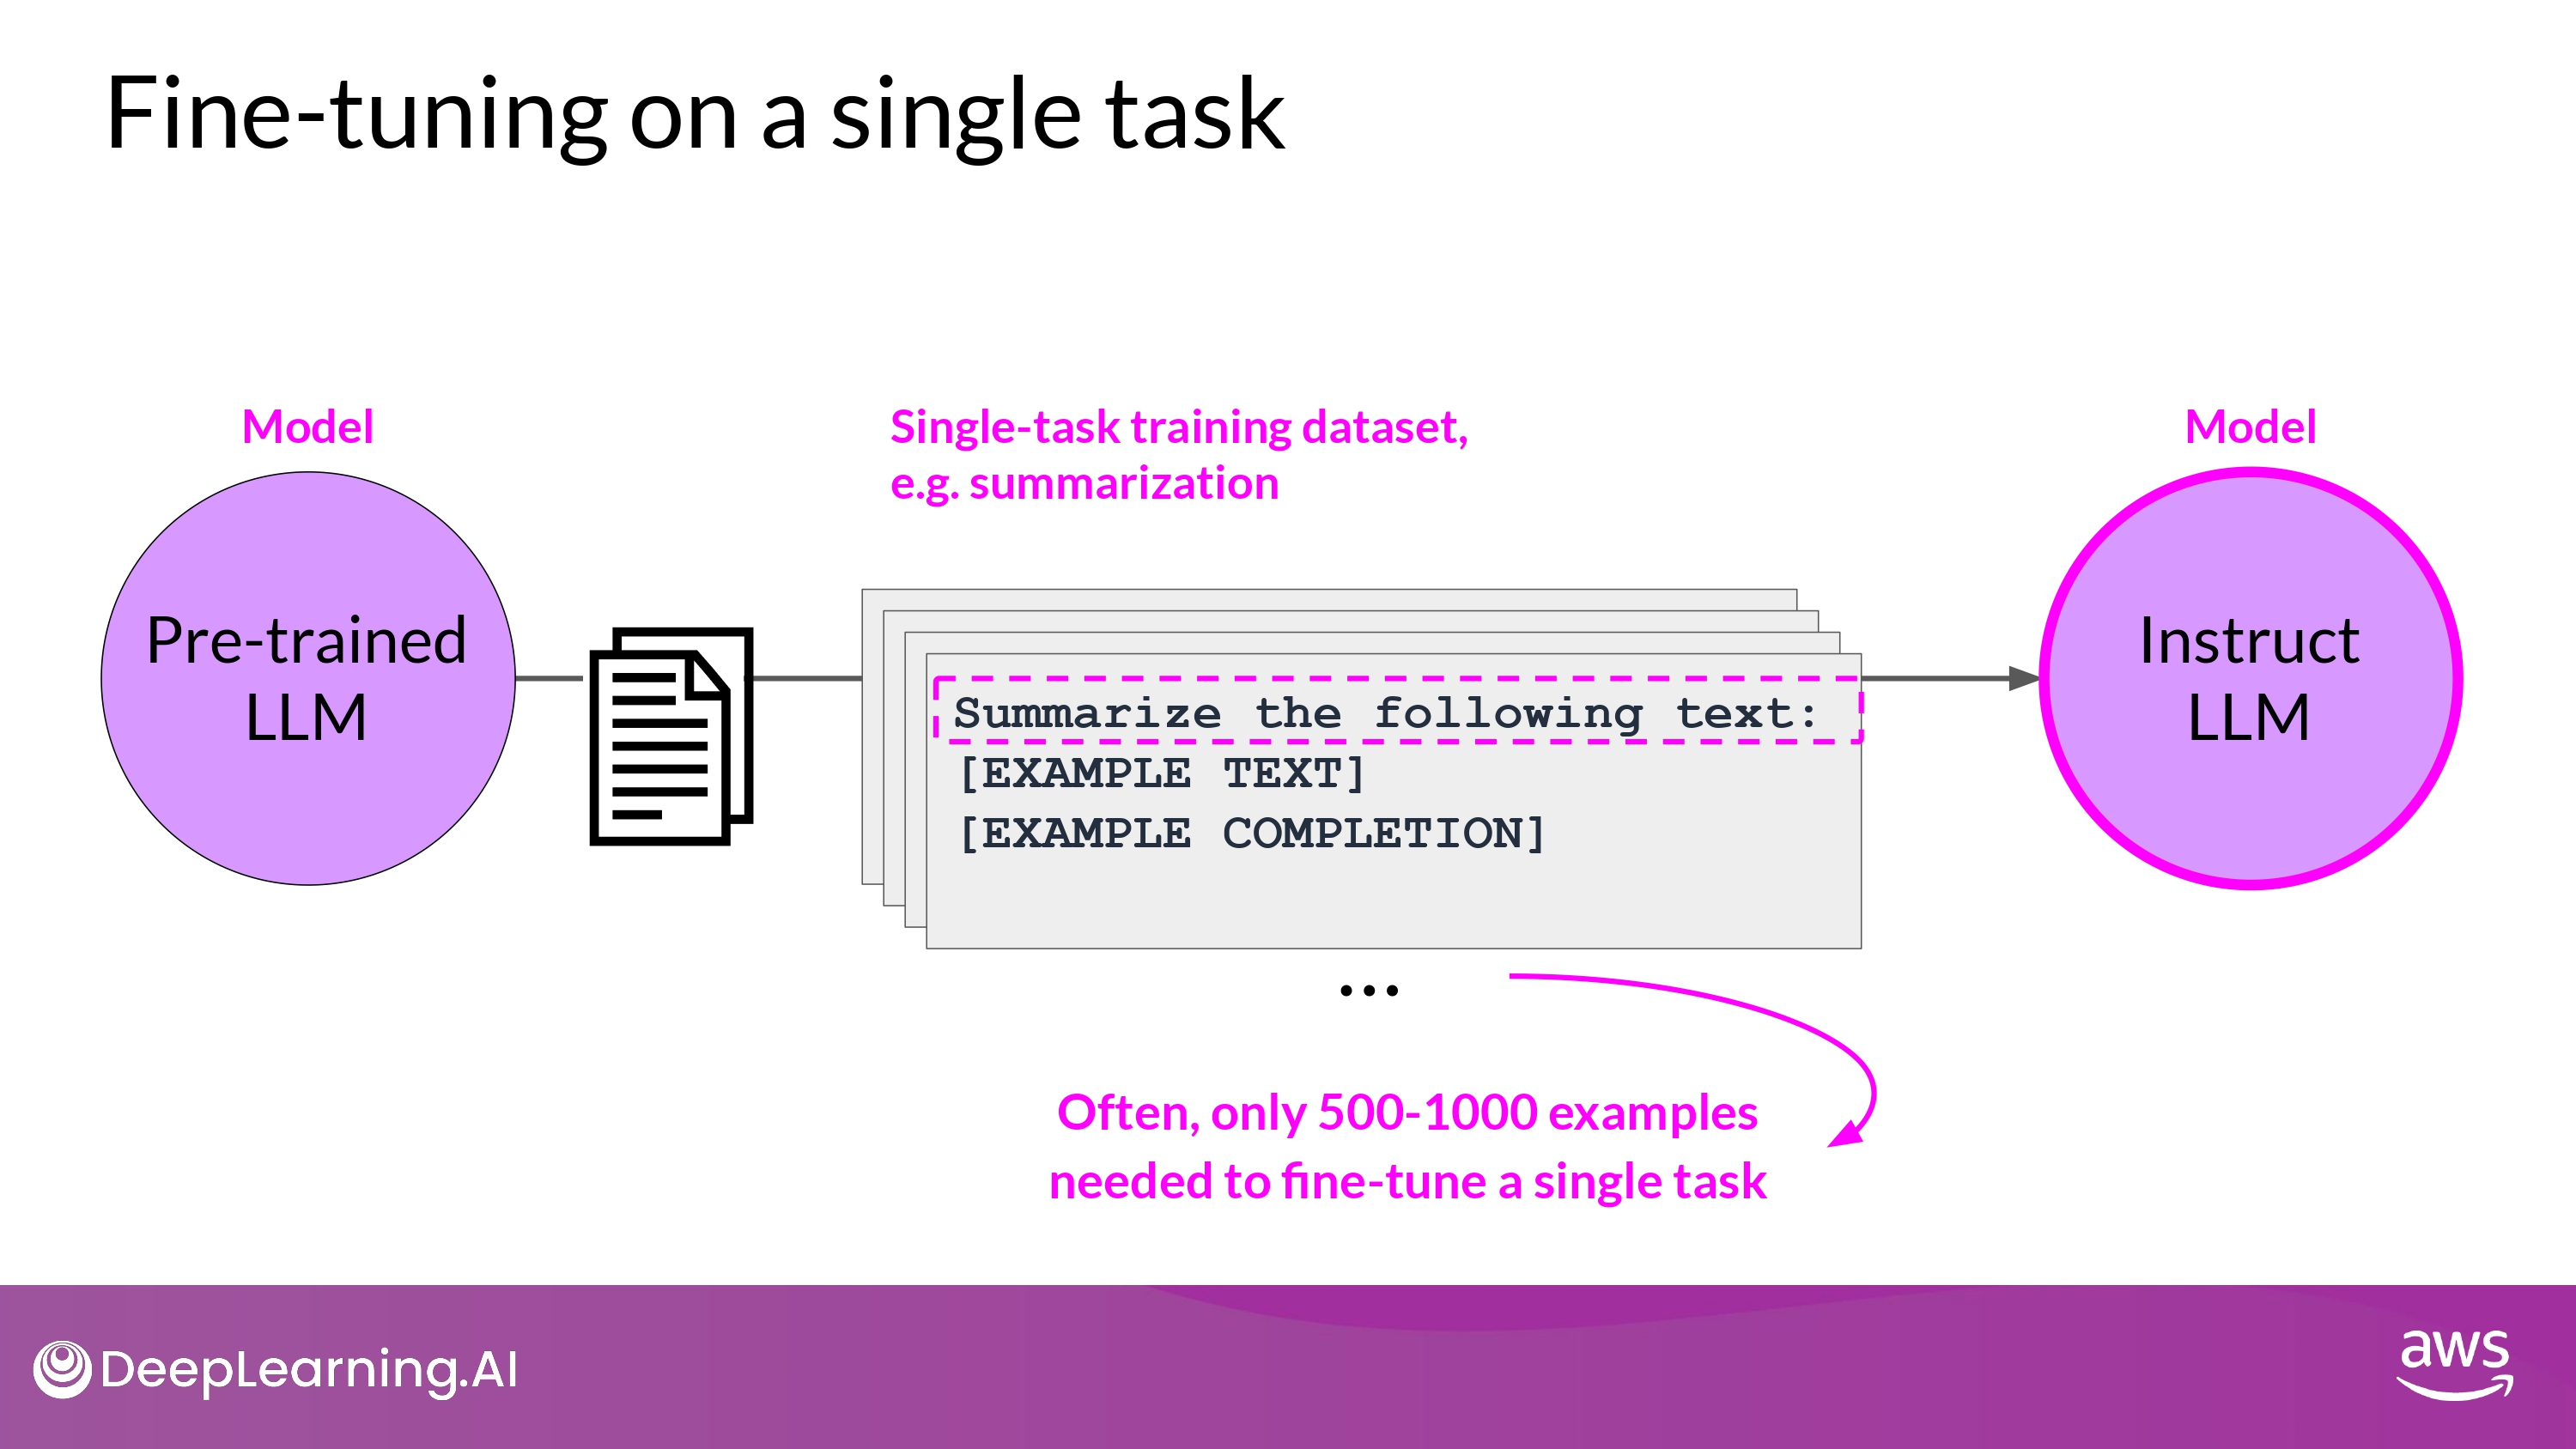 Fine-tuning on a single task
Model
Single-task training dataset,
e.g. summarization
Model
Pre-trained
LLM
Summarize the following text:
[EXAMPLE TEXT]
[EXAMPLE COMPLETION]
...
Instruct
LLM
Often, only 500-1000 examples
needed to fine-tune a single task
DeepLearning.AI
aws